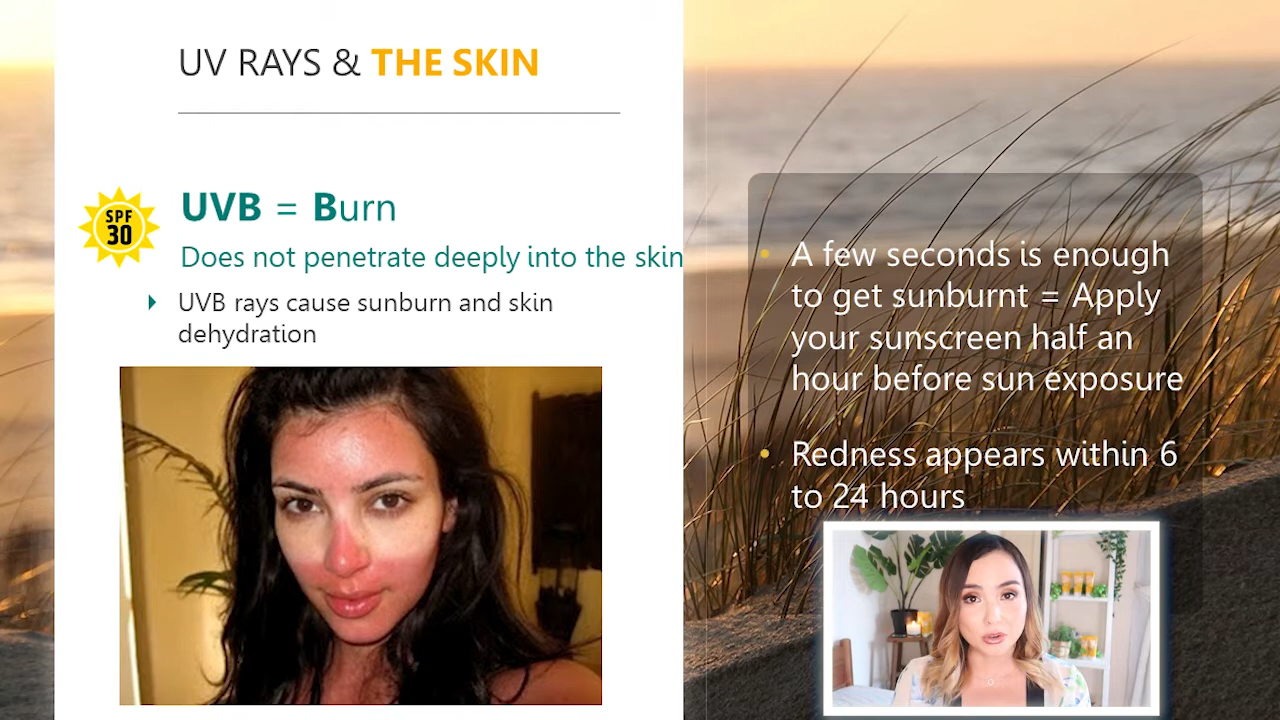 UV RAYS & THE SKIN
SPF
30
UVB = Burn
Does not penetrate deeply into the skin
UVB rays cause sunburn and skin
dehydration
A few seconds is enough
to get sunburnt = Apply
your sunscreen half an
hour before sun exposure
Redness appears within 6
to 24 hours